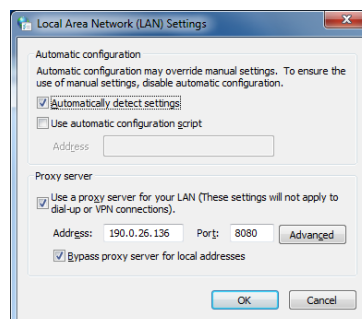 Local Area Network (LAN) Settings
Automatic configuration
Automatic configuration may override manual settings. To ensure the
use of manual settings, disable automatic configuration.
Automatically detect settings
Use automatic configuration script
Address
Proxy server
Use a proxy server for your LAN (These settings will not apply to
dial-up or VPN connections).
Address: 190.0.26.136 Port: 8080 Advanced
Bypass proxy server for local addresses
OK Cancel